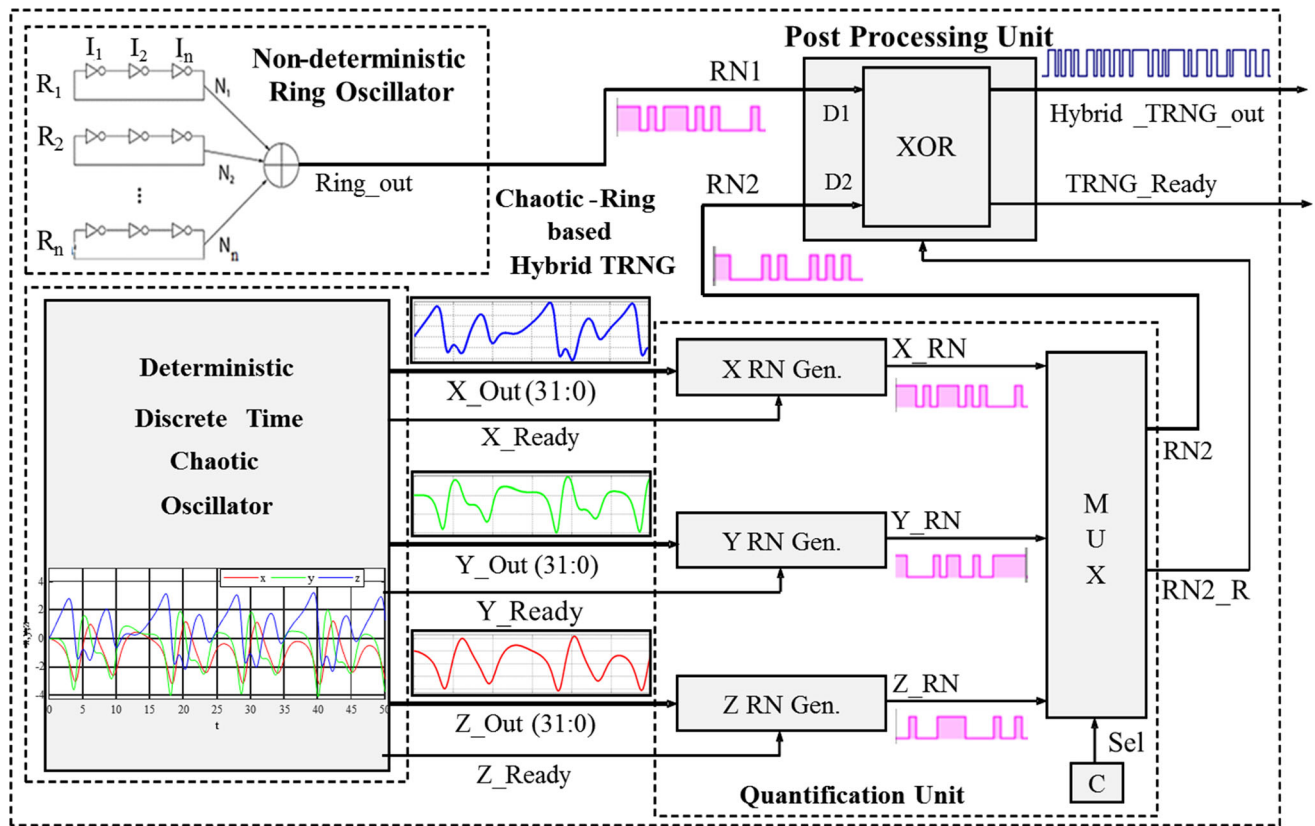 I1 I2 In
Non-deterministic
Ring Oscillator
R1
N1
R2
N2
Rn
Nn
Ring_out
Post Processing Unit
RN1
D1
XOR
Hybrid _TRNG_out
RN2
D2
TRNG_Ready
Chaotic -Ring
based
Hybrid TRNG
Deterministic
Discrete Time
Chaotic
Oscillator
X_Out (31:0)
X_Ready
X RN Gen.
X_RN
Y_Out (31:0)
Y_Ready
Y RN Gen.
Y_RN
Z_Out (31:0)
Z_Ready
Z RN Gen.
Z_RN
M
U
X
RN2
RN2_R
Sel
C
Quantification Unit
x y z
4
2
0
-2
-4
0 5 10 15 20 25 30 35 40 45 50
t